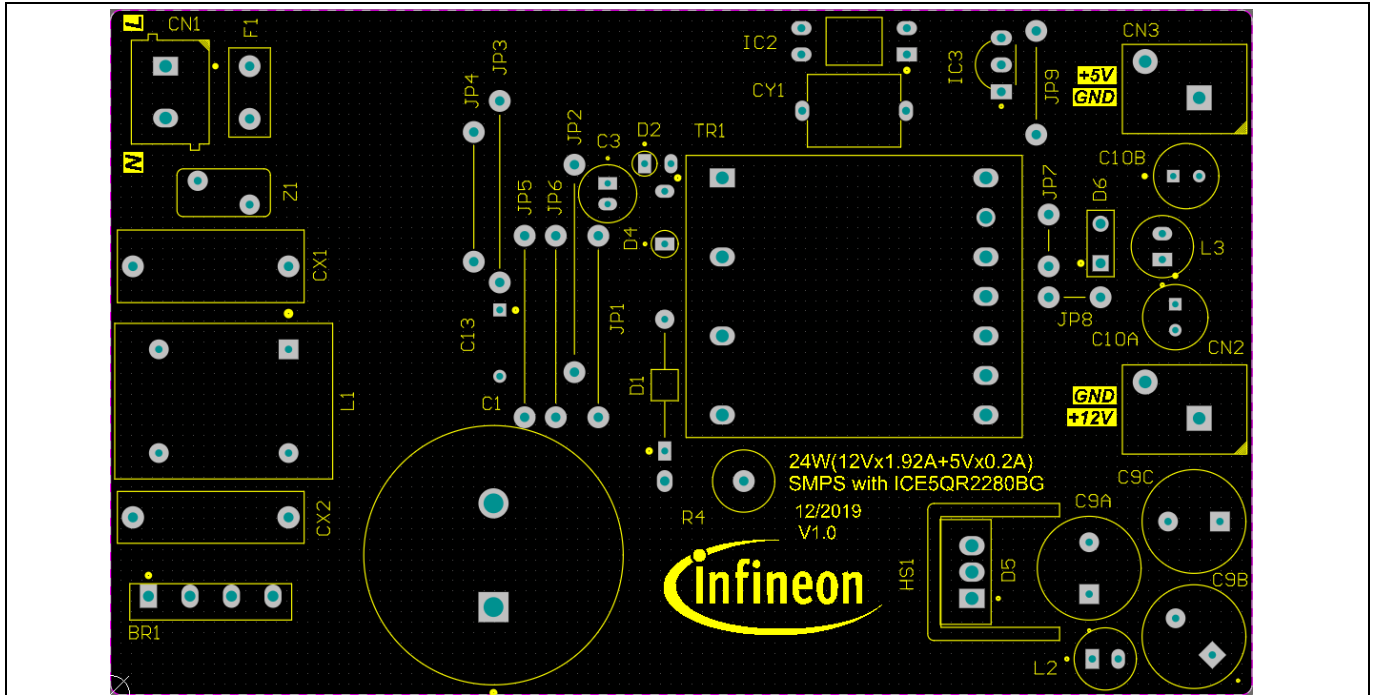 L
CN1
F1
N
Z1
CX1
L1
CX2
BR1
JP4
JP3
JP2
JP5
JP6
JP1
C13
C1
C3
D2
D4
D1
TR1
IC2
CY1
IC3
JP9
CN3
+5V
GND
C10B
JP7
D6
L3
JP8
C10A
CN2
GND
+12V
R4
24W(12Vx1.92A+5Vx0.2A)
SMPS with ICE5QR2280BG
12/2019
V1.0
infineon
HS1
D5
C9A
C9C
C9B
L2